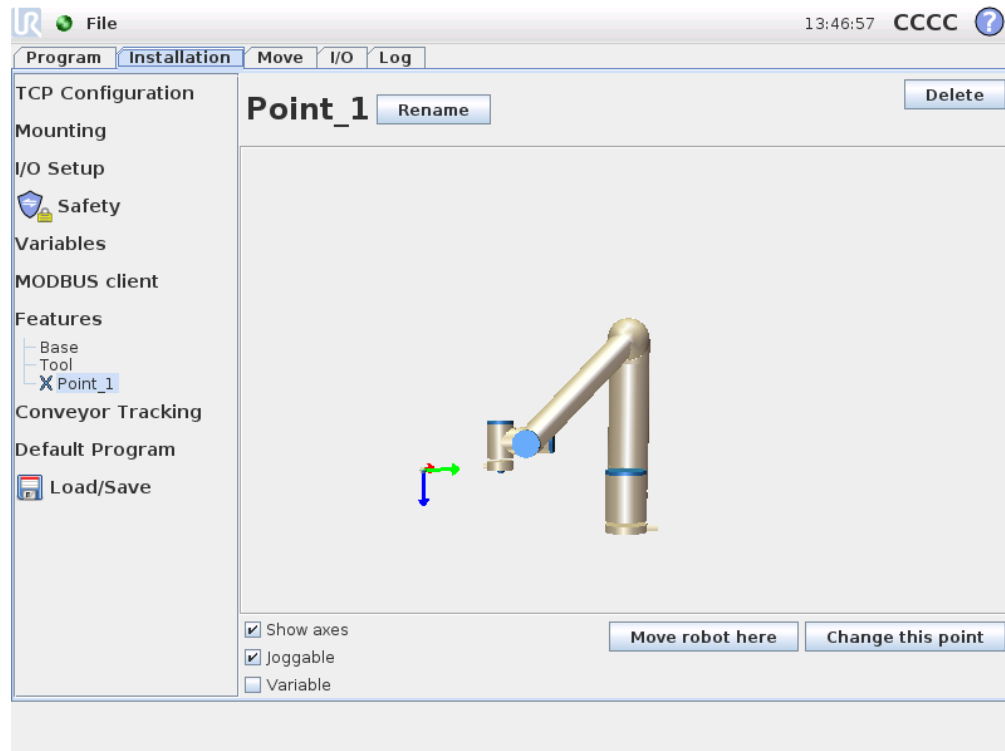 UR File 13:46:57 CCCC ?
Program Installation Move I/O Log
TCP Configuration
Mounting
I/O Setup
Safety
Variables
MODBUS client
Features
Base
Tool
Point_1
Conveyor Tracking
Default Program
Load/Save
Point_1 Rename Delete
Show axes
Joggable
Variable
Move robot here Change this point